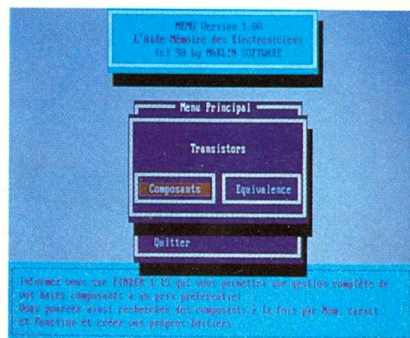 MEMO Version 1.00
L'Aide Mémoire des Electroniciens
(c) 90 by MARLIN SOFTWARE
Menu Principal
Transistors
Composants
Equivalence
Quitter
Informez vous sur FINDER 1.15 qui vous permettra une gestion complète de
vos bases composants à un prix préférentiel.
Vous pourrez ainsi rechercher des composants à la fois par Nom, caract.
et Fonction et créer vos propres